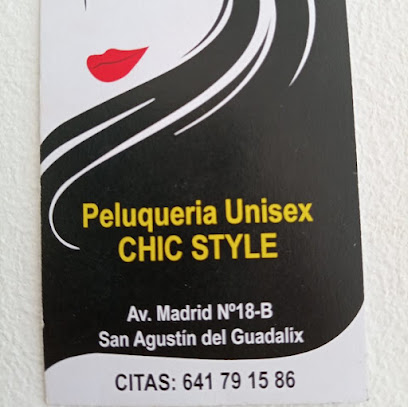 Peluqueria Unisex
CHIC STYLE
Av. Madrid Nº18-B
San Agustín del Guadalix
CITAS: 641 79 15 86